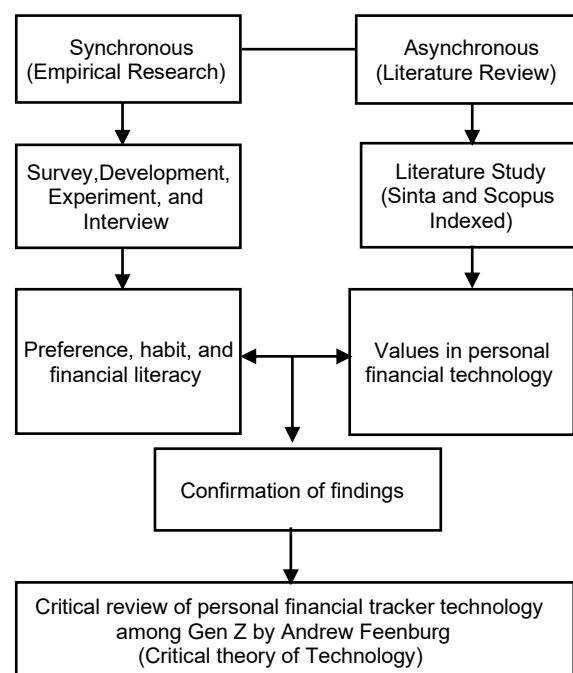 Synchronous
(Empirical Research)
Asynchronous
(Literature Review)
Survey,Development,
Experiment, and
Interview
Literature Study
(Sinta and Scopus
Indexed)
Preference, habit, and
financial literacy
Values in personal
financial technology
Confirmation of findings
Critical review of personal financial tracker technology
among Gen Z by Andrew Feenburg
(Critical theory of Technology)